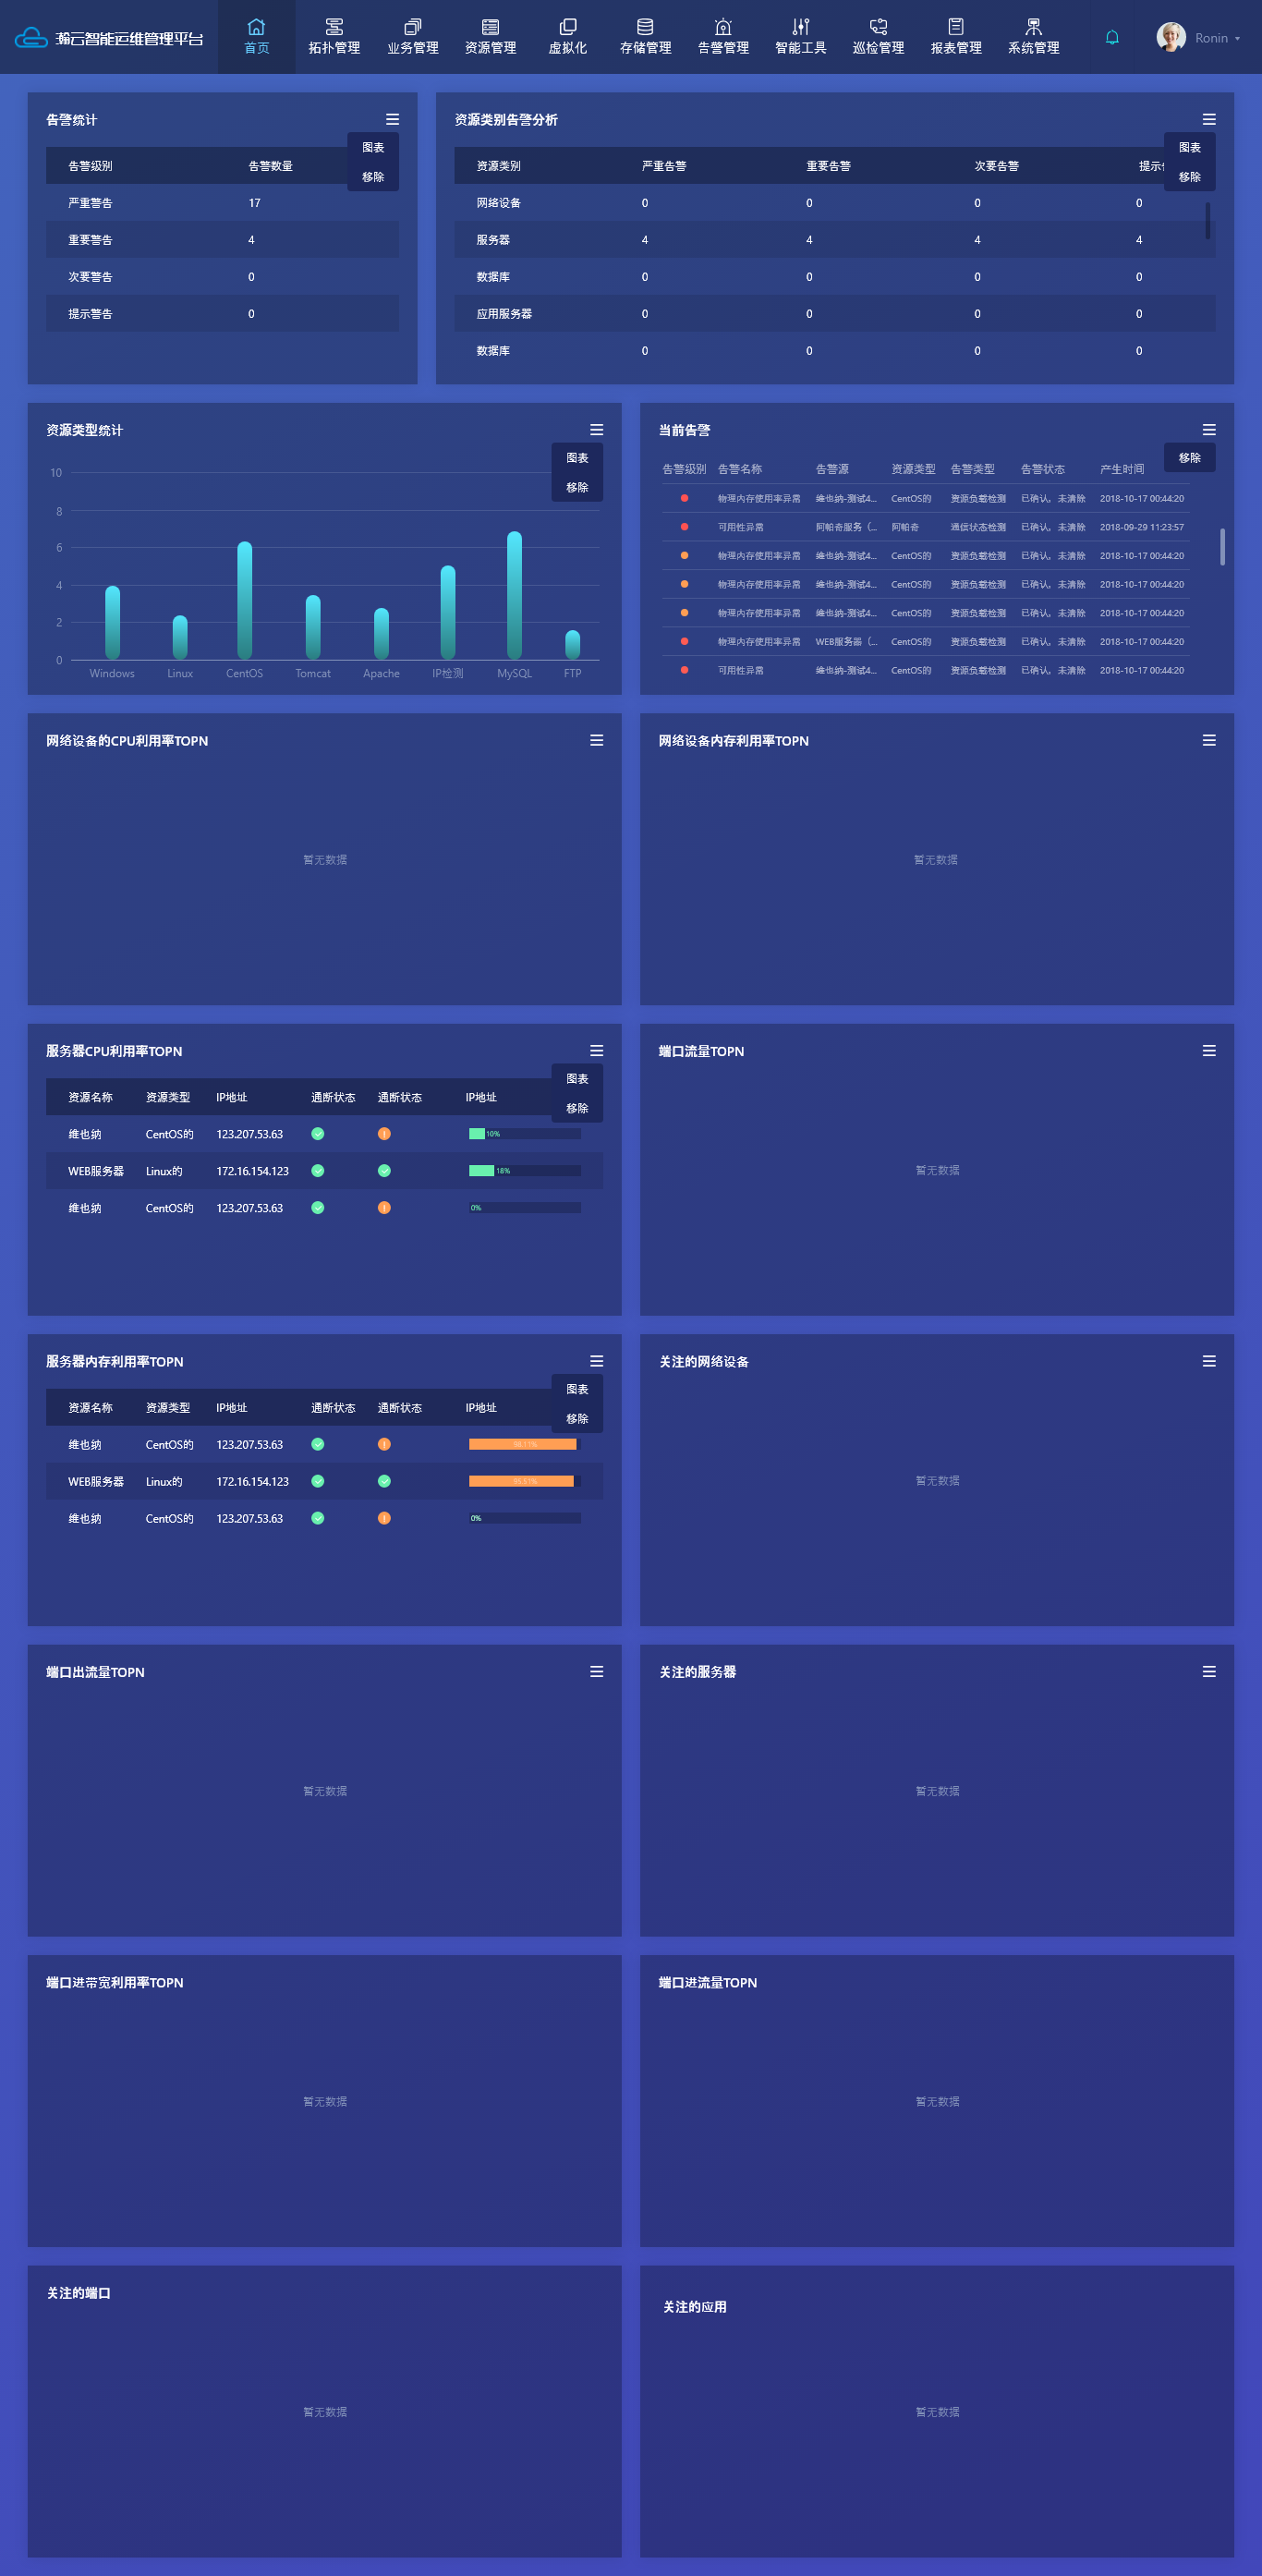 瀚云智能运维管理平台
首页 拓扑管理 业务管理 资源管理 虚拟化 存储管理 告警管理 智能工具 巡检管理 报表管理 系统管理 Ronin
告警统计
图表
移除
告警级别 告警数量
严重警告 17
重要警告 4
次要警告 0
提示警告 0
资源类别告警分析
图表
移除
资源类别 严重告警 重要告警 次要告警 提示
网络设备 0 0 0 0
服务器 4 4 4 4
数据库 0 0 0 0
应用服务器 0 0 0 0
数据库 0 0 0 0
资源类型统计
图表
移除
10
8
6
4
2
0
Windows Linux CentOS Tomcat Apache IP检测 MySQL FTP
当前告警
移除
告警级别 告警名称 告警源 资源类型 告警类型 告警状态 产生时间
物理内存使用率异常 维也纳-测试4... CentOS的 资源负载检测 已确认，未清除 2018-10-17 00:44:20
可用性异常 阿帕奇服务（... 阿帕奇 通信状态检测 已确认，未清除 2018-09-29 11:23:57
物理内存使用率异常 维也纳-测试4... CentOS的 资源负载检测 已确认，未清除 2018-10-17 00:44:20
物理内存使用率异常 维也纳-测试4... CentOS的 资源负载检测 已确认，未清除 2018-10-17 00:44:20
物理内存使用率异常 维也纳-测试4... CentOS的 资源负载检测 已确认，未清除 2018-10-17 00:44:20
物理内存使用率异常 WEB服务器（... CentOS的 资源负载检测 已确认，未清除 2018-10-17 00:44:20
可用性异常 维也纳-测试4... CentOS的 资源负载检测 已确认，未清除 2018-10-17 00:44:20
网络设备的CPU利用率TOPN
暂无数据
网络设备内存利用率TOPN
暂无数据
服务器CPU利用率TOPN
图表
移除
资源名称 资源类型 IP地址 通断状态 通断状态 IP地址
维也纳 CentOS的 123.207.53.63 10%
WEB服务器 Linux的 172.16.154.123 18%
维也纳 CentOS的 123.207.53.63 0%
端口流量TOPN
暂无数据
服务器内存利用率TOPN
图表
移除
资源名称 资源类型 IP地址 通断状态 通断状态 IP地址
维也纳 CentOS的 123.207.53.63
WEB服务器 Linux的 172.16.154.123
维也纳 CentOS的 123.207.53.63 0%
关注的网络设备
暂无数据
端口出流量TOPN
暂无数据
关注的服务器
暂无数据
端口进带宽利用率TOPN
暂无数据
端口进流量TOPN
暂无数据
关注的端口
暂无数据
关注的应用
暂无数据